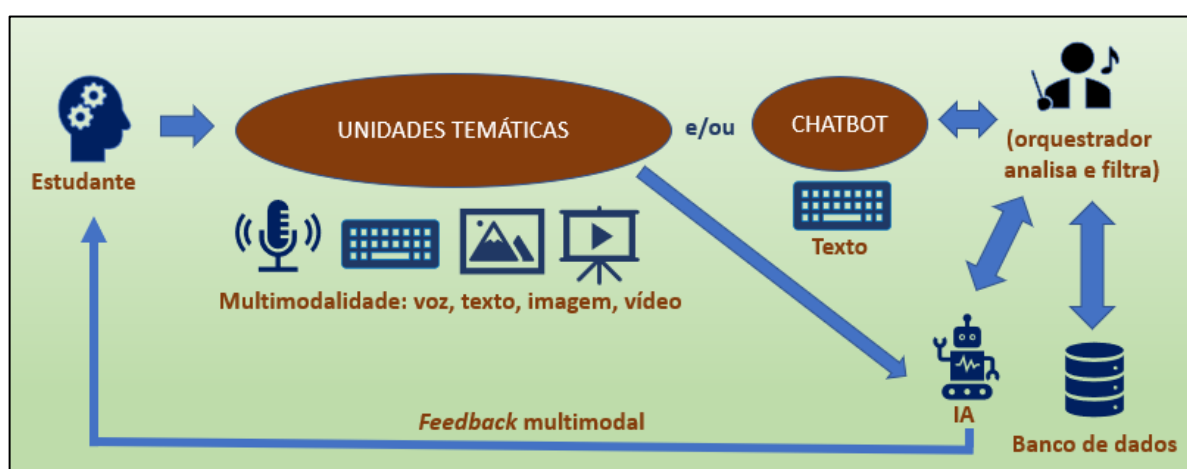 Estudante
UNIDADES TEMÁTICAS
e/ou
CHATBOT
(orquestrador
analisa e filtra)
Texto
Multimodalidade: voz, texto, imagem, vídeo
IA
Feedback multimodal
Banco de dados